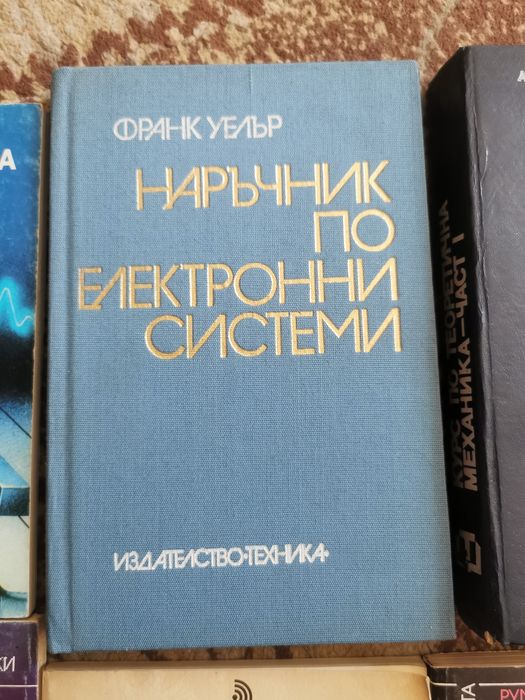 ФРАНК УЕЛЪР
НАРЪЧНИК
ПО
ЕЛЕКТРОННИ
СИСТЕМИ
ИЗДАТЕЛСТВО•ТЕХНИКА•
КУРС ПО ТЕОРЕТИЧНА
МЕХАНИКА–ЧАСТ I